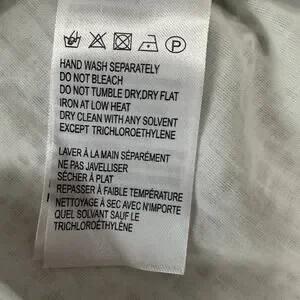 P
HAND WASH SEPARATELY
DO NOT BLEACH
DO NOT TUMBLE DRY,DRY FLAT
IRON AT LOW HEAT
DRY CLEAN WITH ANY SOLVENT
EXCEPT TRICHLOROETHYLENE
LAVER À LA MAIN SÉPARÉMENT
NE PAS JAVELLISER
SÉCHER À PLAT
REPASSER À FAIBLE TEMPÉRATURE
NETTOYAGE À SEC AVEC N'IMPORTE
QUEL SOLVANT SAUF LE
TRICHLOROÉTHYLÈNE